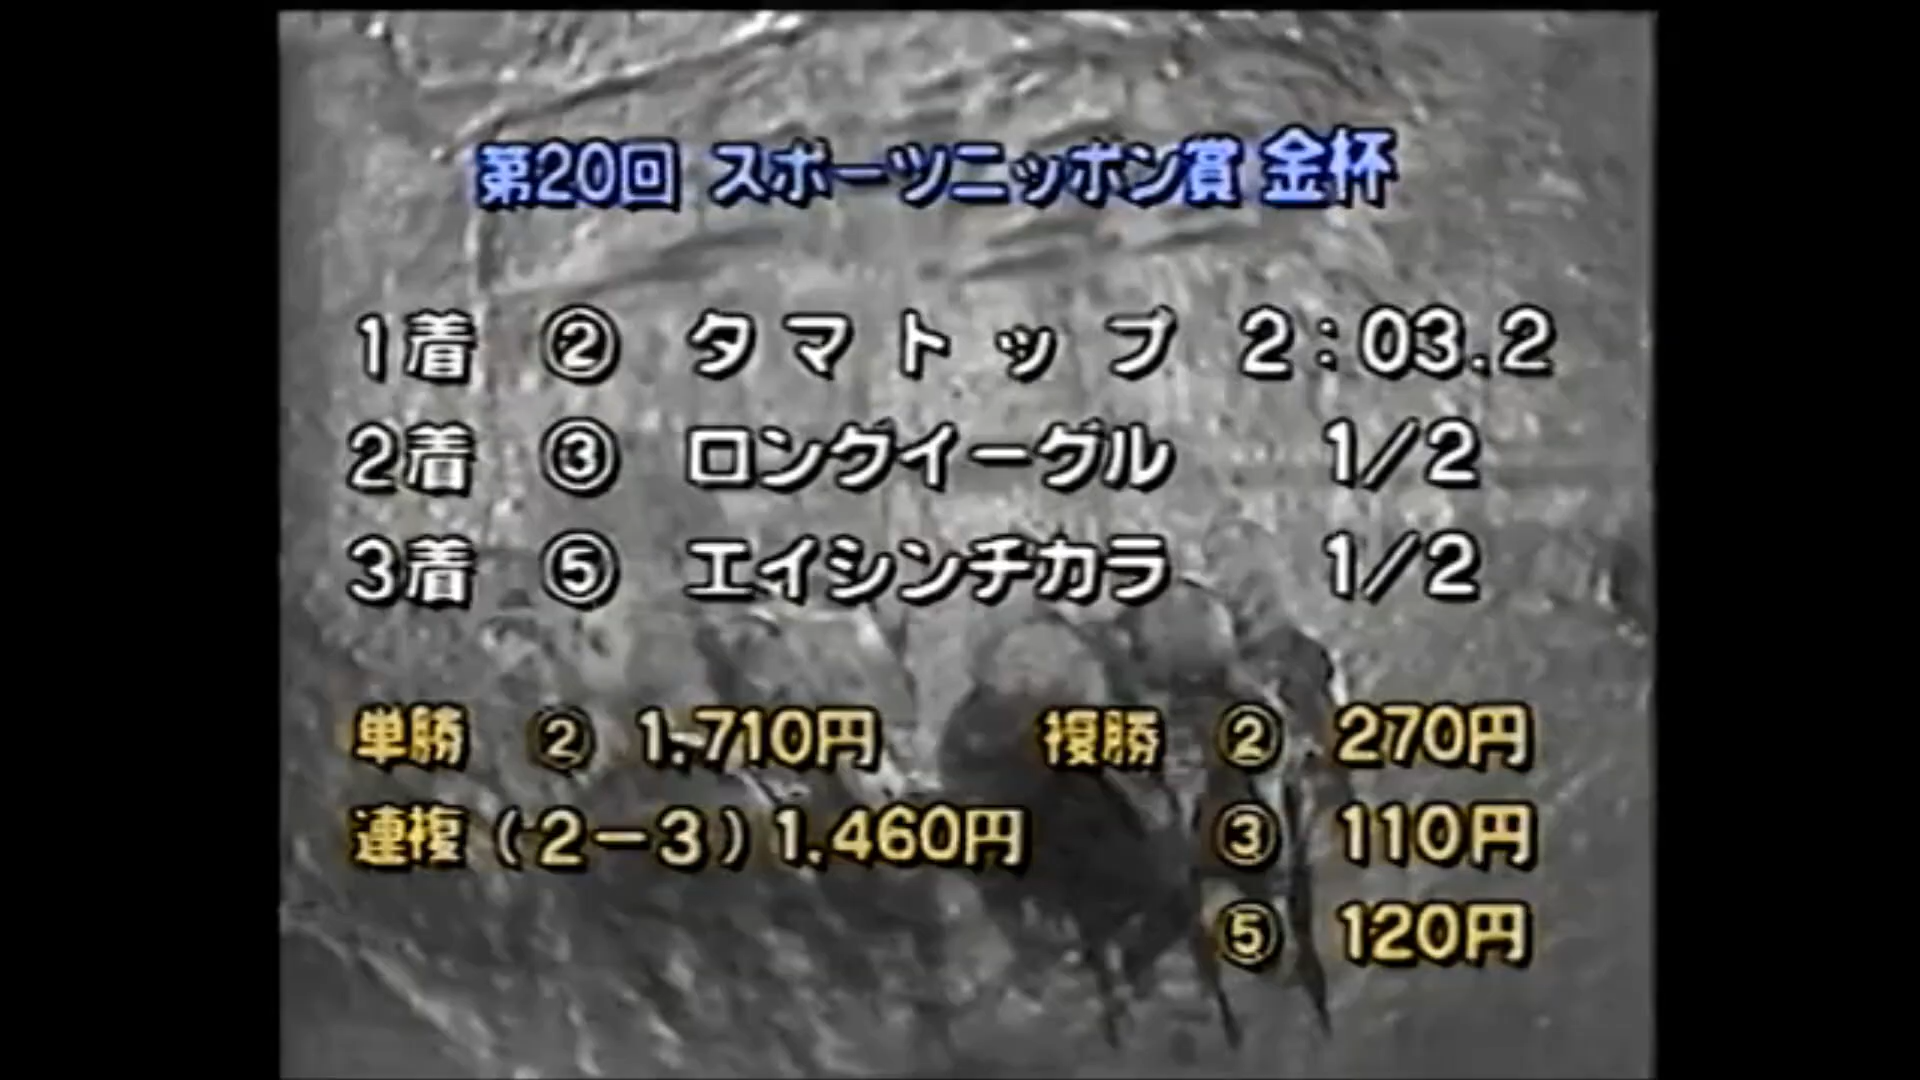 第20回 スポーツニッポン賞 金杯
1着 ② タマトップ 2:03.2
2着 ③ ロングイーグル 1/2
3着 ⑤ エイシンチカラ 1/2
単勝 ② 1.710円 複勝 ② 270円
連複 (2-3) 1.460円 ③ 110円
⑤ 120円